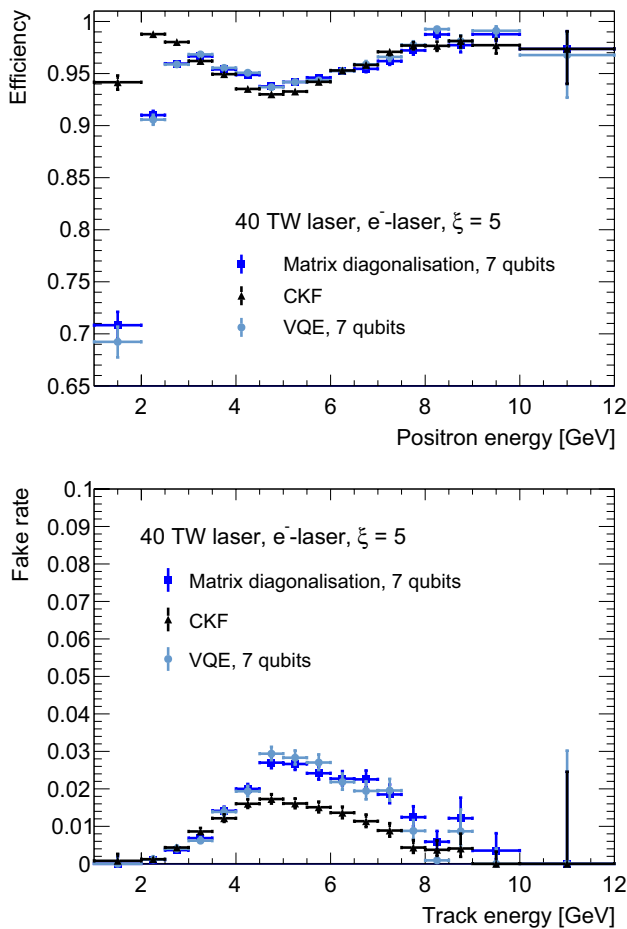 Efficiency
1
0.95
0.9
0.85
0.8
0.75
0.7
0.65
40 TW laser, e⁻-laser, ξ = 5
Matrix diagonalisation, 7 qubits
CKF
VQE, 7 qubits
2 4 6 8 10 12
Positron energy [GeV]
Fake rate
0.1
0.09
0.08
0.07
0.06
0.05
0.04
0.03
0.02
0.01
0
40 TW laser, e⁻-laser, ξ = 5
Matrix diagonalisation, 7 qubits
CKF
VQE, 7 qubits
2 4 6 8 10 12
Track energy [GeV]